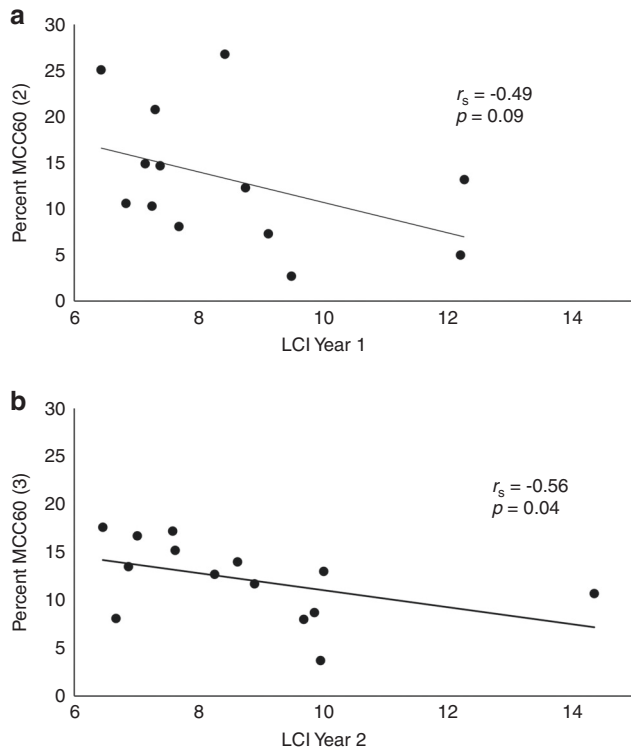 a
30
25
20
15
10
5
0
Percent MCC60 (2)
rs = -0.49
p = 0.09
6 8 10 12 14
LCI Year 1
b
30
25
20
15
10
5
0
Percent MCC60 (3)
rs = -0.56
p = 0.04
6 8 10 12 14
LCI Year 2